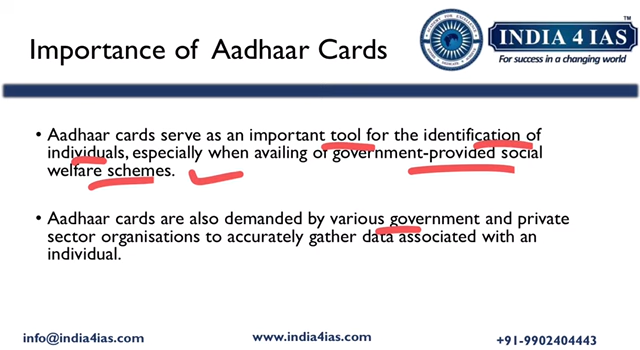 Importance of Aadhaar Cards
INDIA 4 IAS
TM
For success in a changing world
• Aadhaar cards serve as an important tool for the identification of
individuals, especially when availing of government-provided social
welfare schemes.
• Aadhaar cards are also demanded by various government and private
sector organisations to accurately gather data associated with an
individual.
info@india4ias.com
www.india4ias.com
+91-9902404443